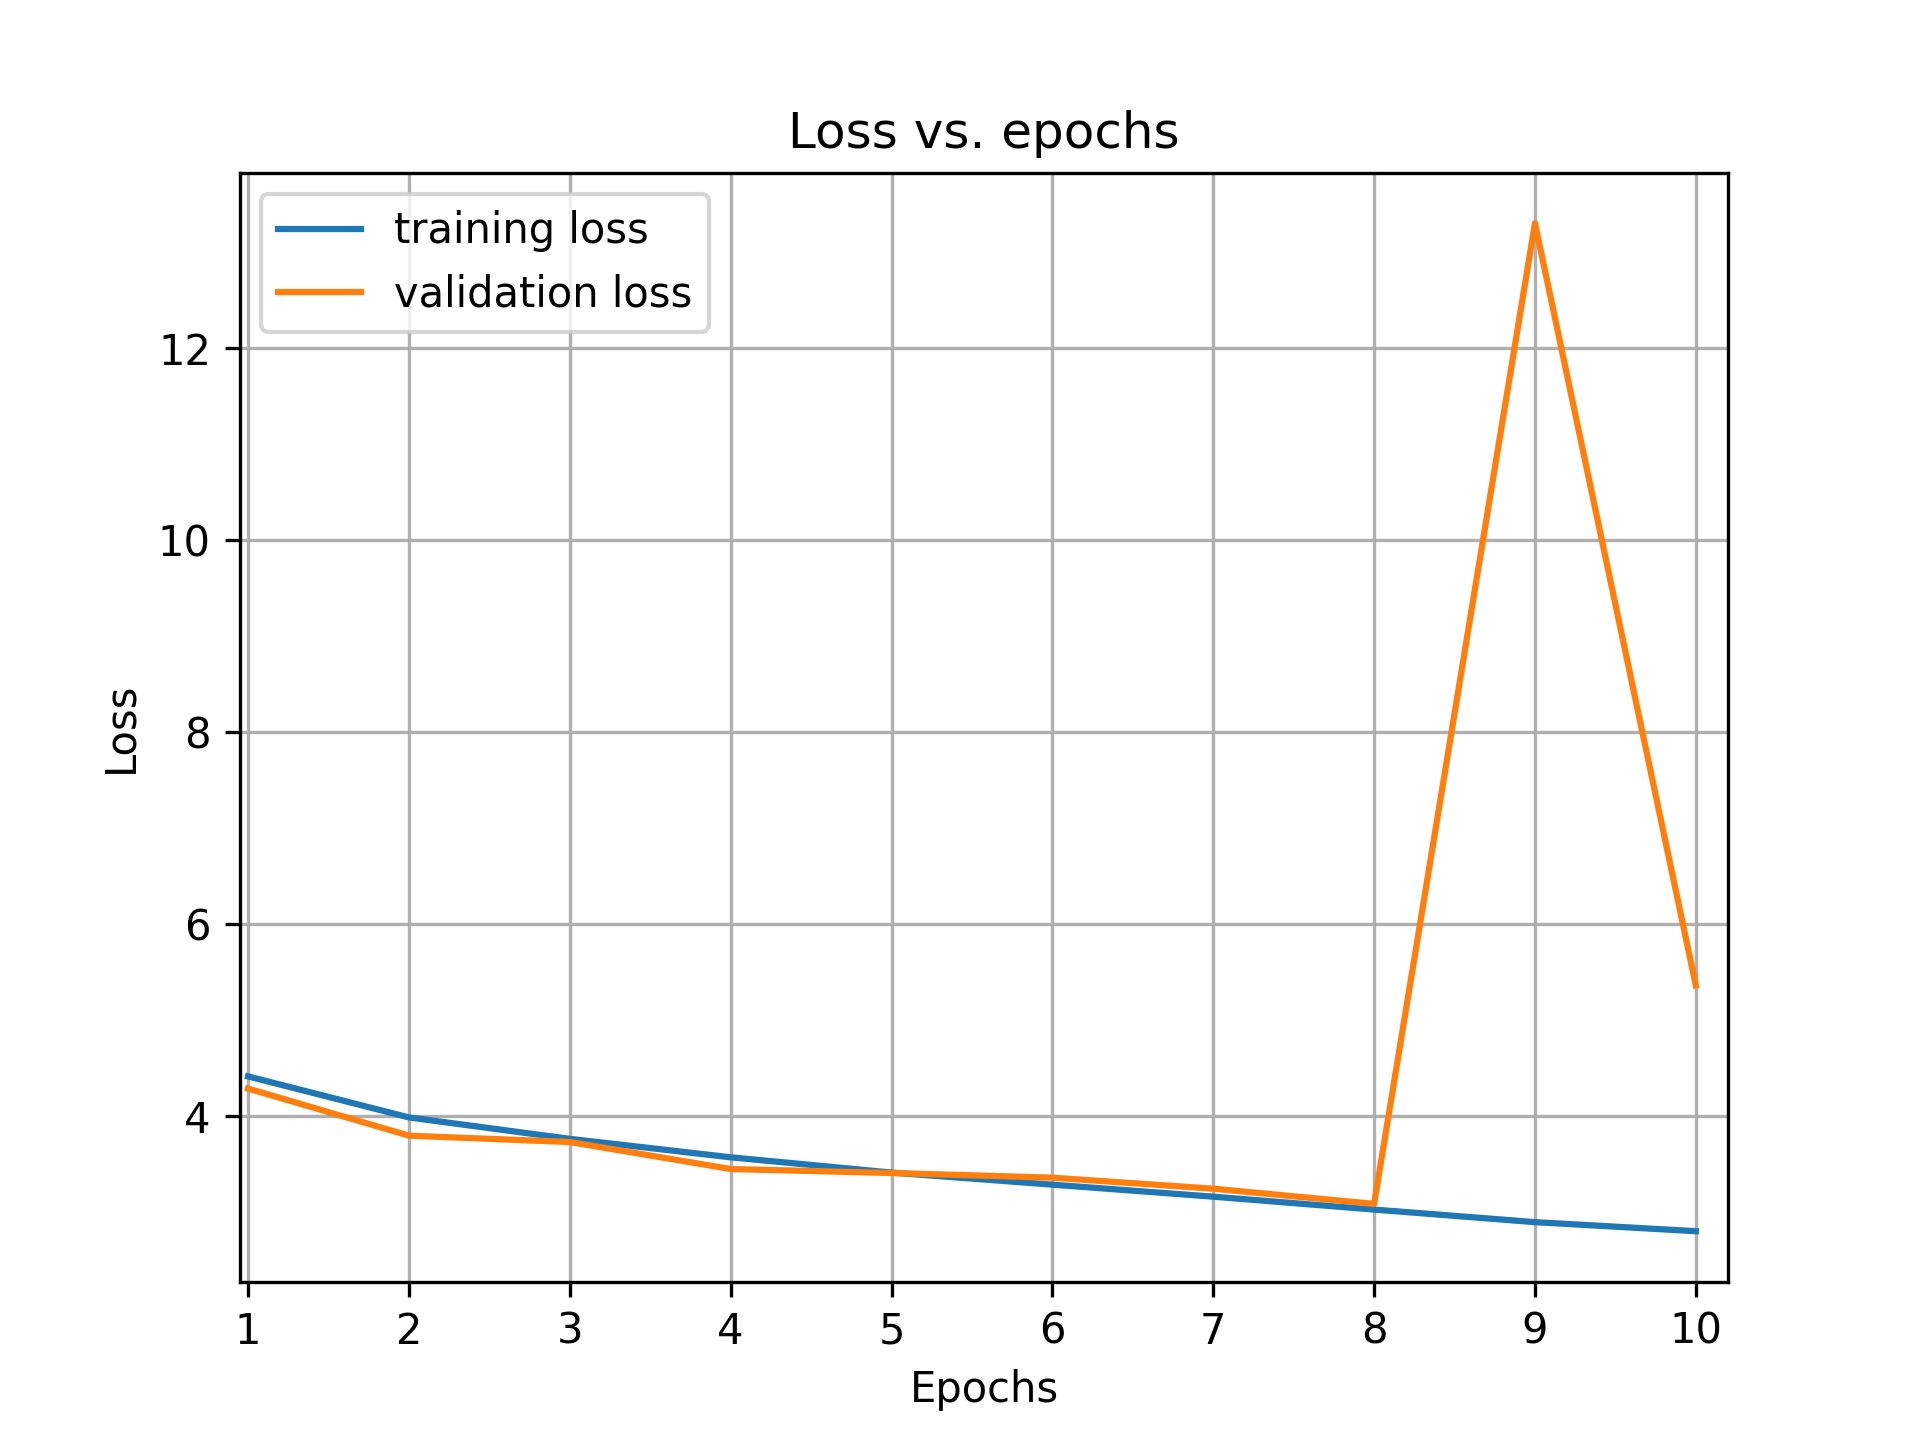 Loss vs. epochs
training loss
validation loss
12
10
8
6
4
Loss
1 2 3 4 5 6 7 8 9 10
Epochs